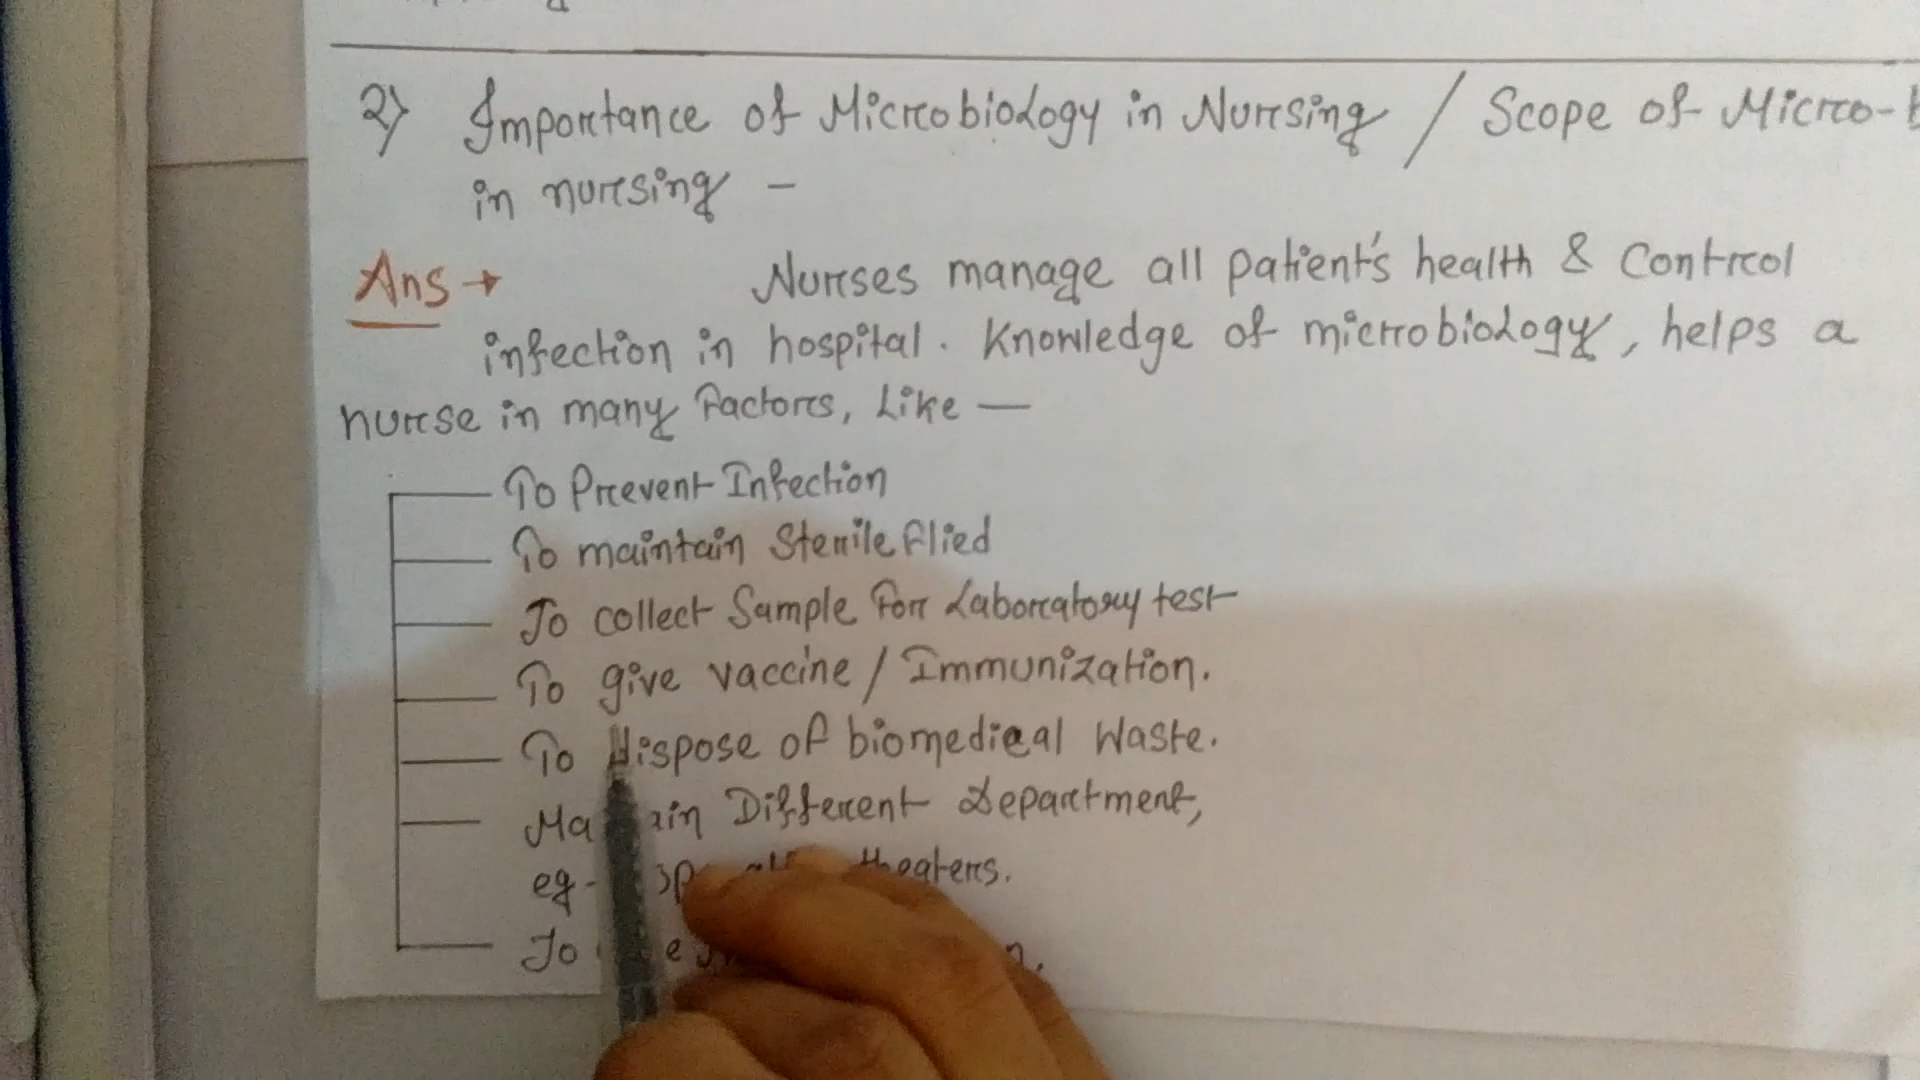 2) Importance of Microbiology in Nursing / Scope of Micro-b
in nursing -
Ans → Nurses manage all patient's health & control
infection in hospital. Knowledge of microbiology, helps a
nurse in many factors, Like —
To Prevent Infection
To maintain Sterile flied
To collect Sample for Laboratory test
To give vaccine / Immunization.
To dispose of biomedical waste.
Different Department,
eg- theaters.
To